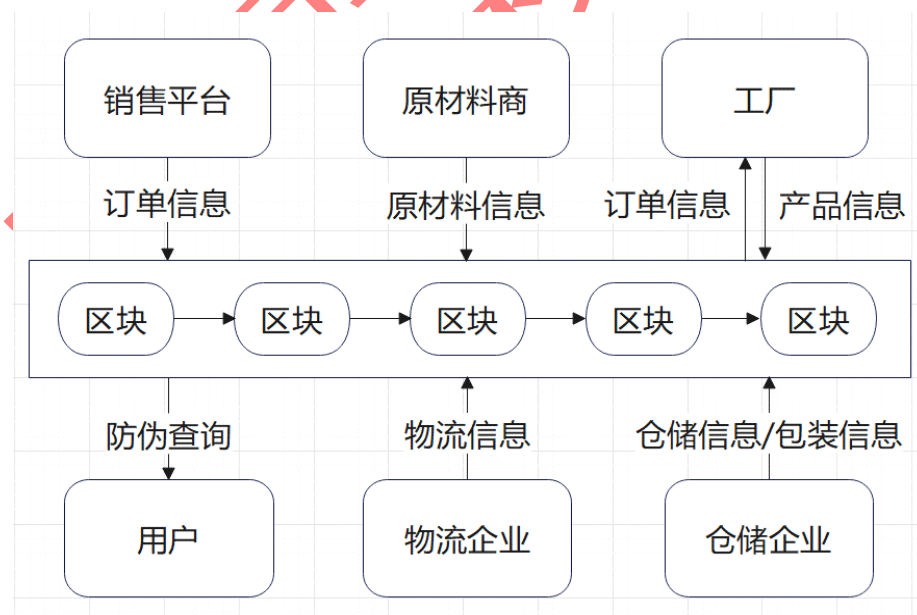 销售平台
原材料商
工厂
订单信息
原材料信息
订单信息
产品信息
区块
区块
区块
区块
区块
防伪查询
物流信息
仓储信息/包装信息
用户
物流企业
仓储企业